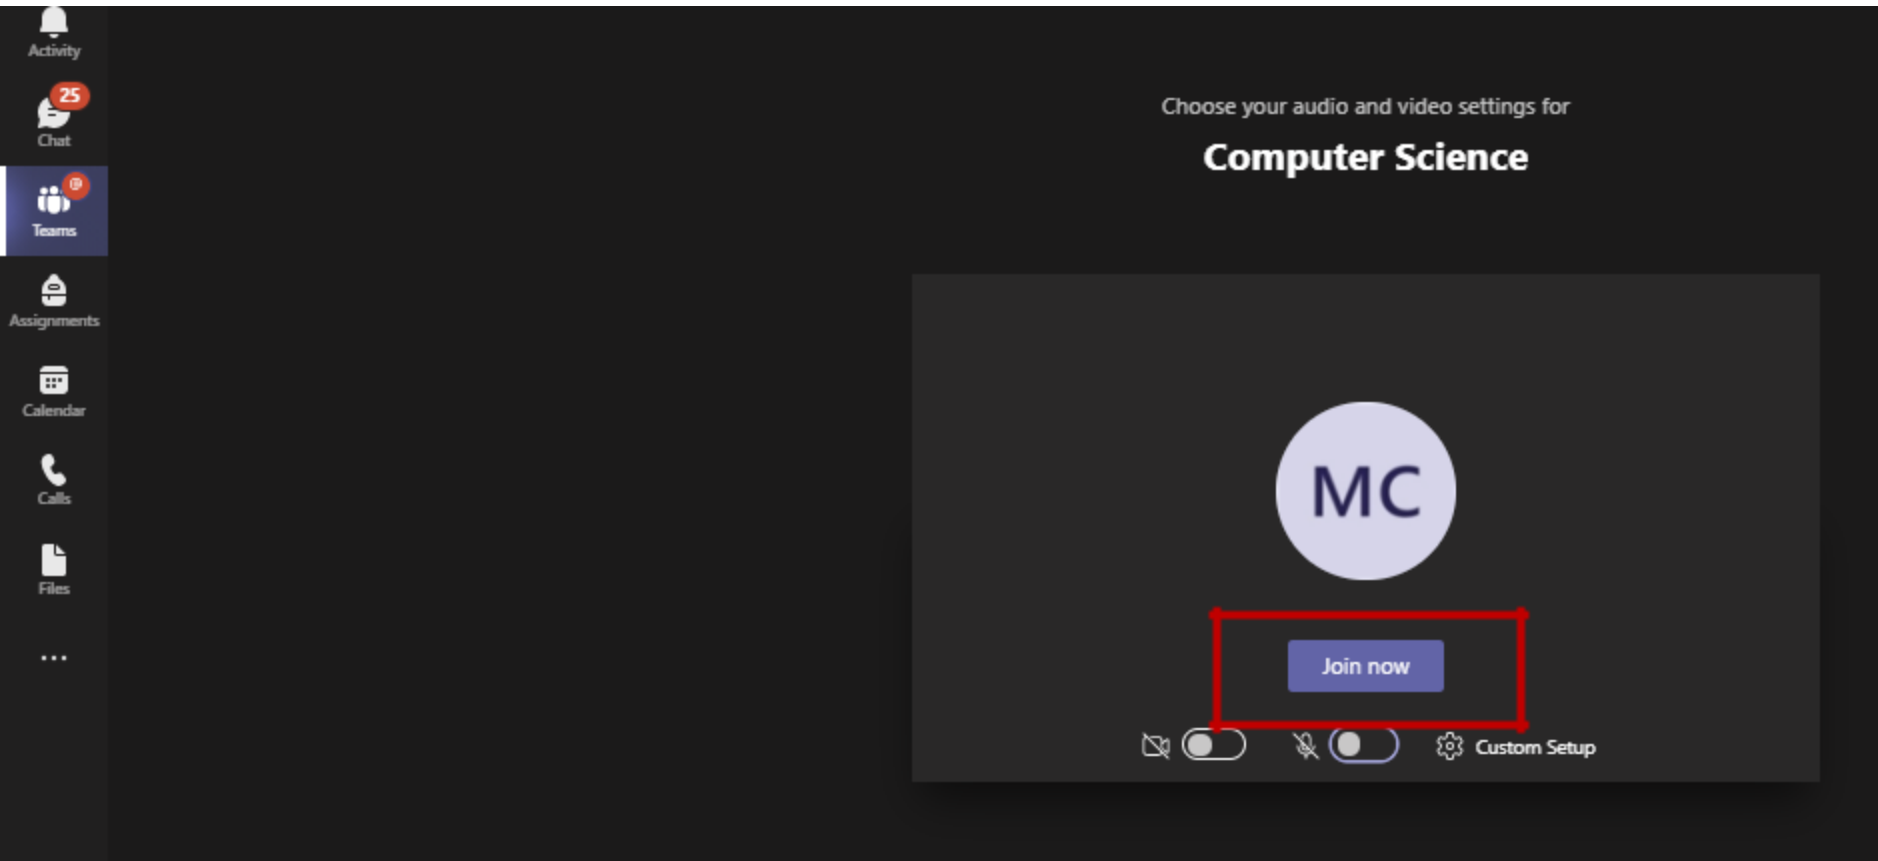 Activity
25
Chat
@
Teams
Assignments
Calendar
Calls
Files
...
Choose your audio and video settings for
Computer Science
MC
Join now
Custom Setup